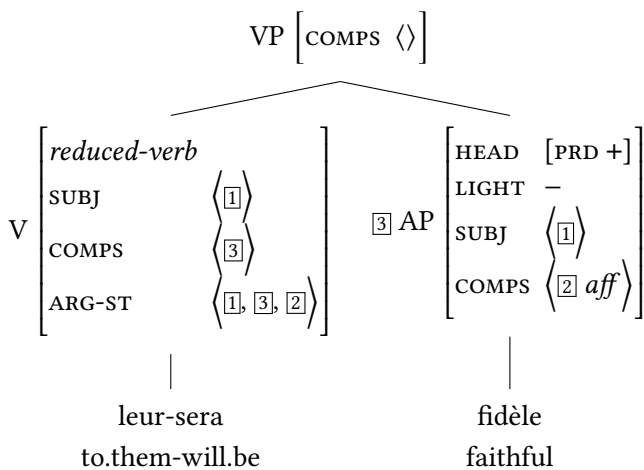 VP [COMPS ⟨⟩]
V [reduced-verb
SUBJ ⟨1⟩
COMPS ⟨3⟩
ARG-ST ⟨1, 3, 2⟩]
3 AP [HEAD [PRD +]
LIGHT −
SUBJ ⟨1⟩
COMPS ⟨2 aff⟩]
leur-sera
to.them-will.be
fidèle
faithful